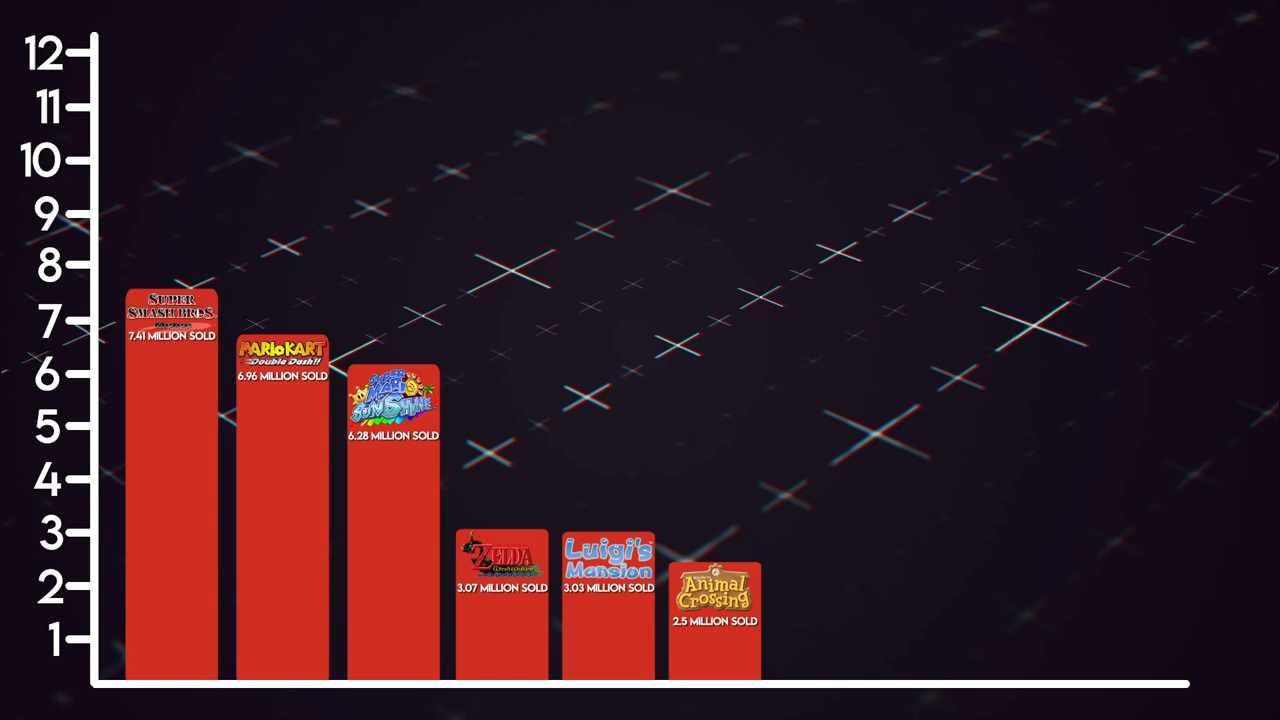 12
11
10
9
8
7
6
5
4
3
2
1
SUPER
SMASH BROS.
Melee
7.41 MILLION SOLD
MARIO KART
Double Dash!!
6.96 MILLION SOLD
SUPER
MARIO
SUNSHINE
6.28 MILLION SOLD
ZELDA
3.07 MILLION SOLD
Luigi's
Mansion
3.03 MILLION SOLD
Animal
Crossing
2.5 MILLION SOLD